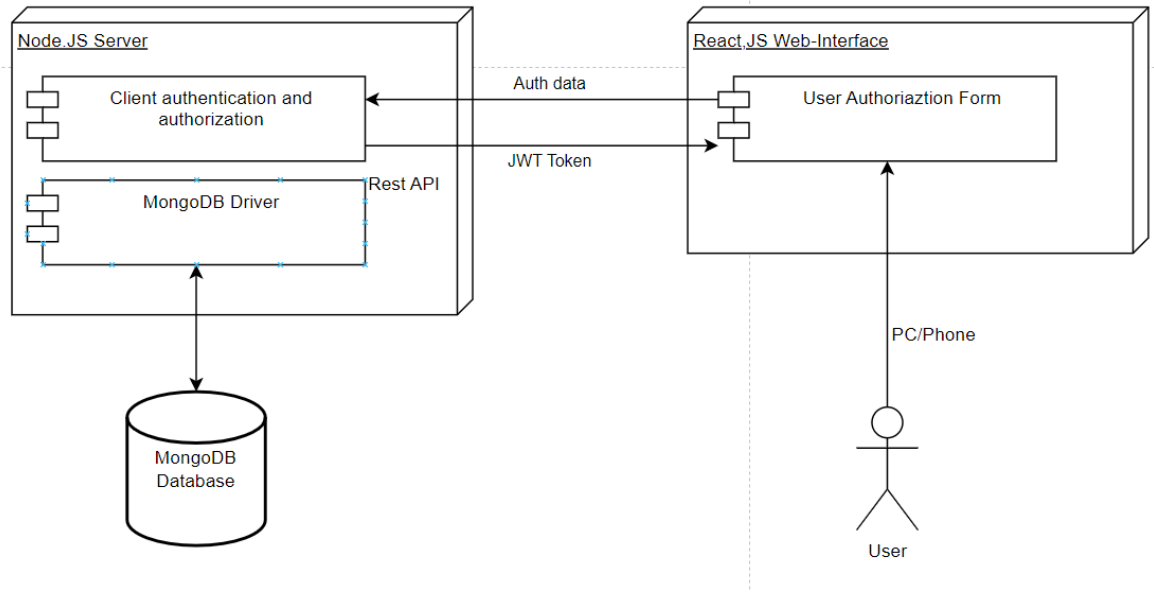 Node.JS Server
React,JS Web-Interface
Client authentication and
authorization
Auth data
User Authoriaztion Form
JWT Token
Rest API
MongoDB Driver
PC/Phone
MongoDB
Database
User